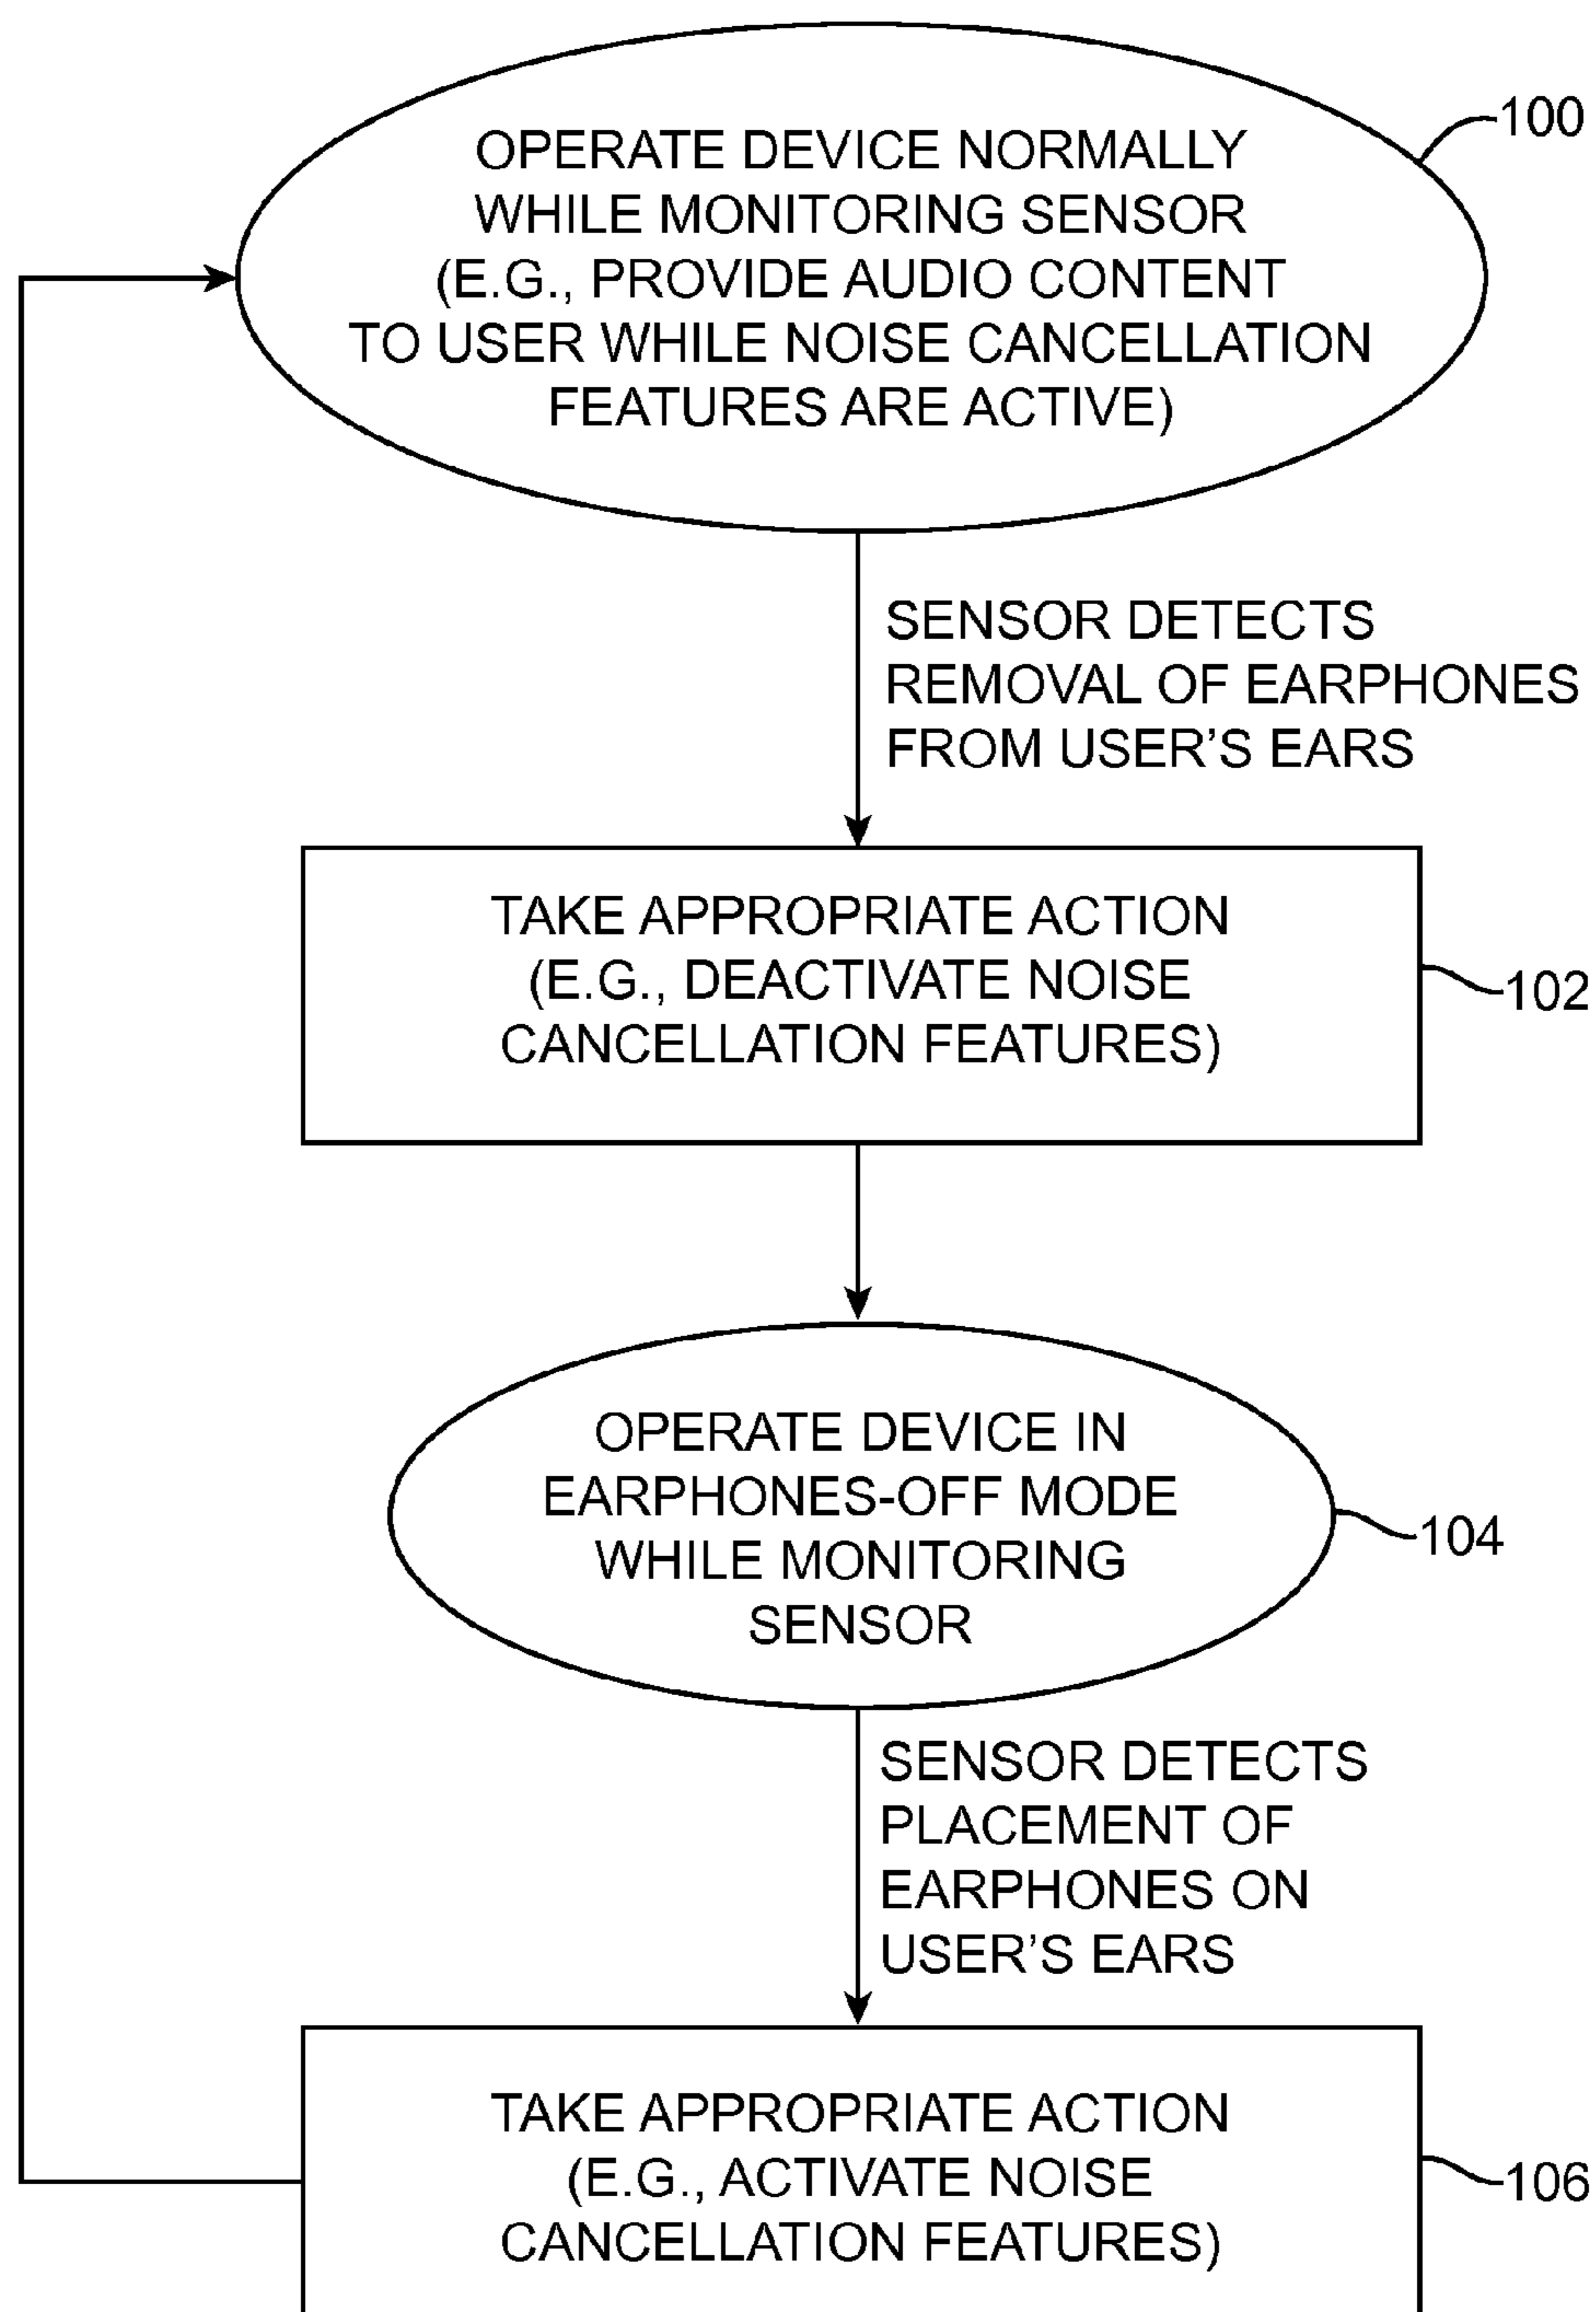 OPERATE DEVICE NORMALLY
WHILE MONITORING SENSOR
(E.G., PROVIDE AUDIO CONTENT
TO USER WHILE NOISE CANCELLATION
FEATURES ARE ACTIVE)
100
SENSOR DETECTS
REMOVAL OF EARPHONES
FROM USER’S EARS
TAKE APPROPRIATE ACTION
(E.G., DEACTIVATE NOISE
CANCELLATION FEATURES)
102
OPERATE DEVICE IN
EARPHONES-OFF MODE
WHILE MONITORING
SENSOR
104
SENSOR DETECTS
PLACEMENT OF
EARPHONES ON
USER’S EARS
TAKE APPROPRIATE ACTION
(E.G., ACTIVATE NOISE
CANCELLATION FEATURES)
106